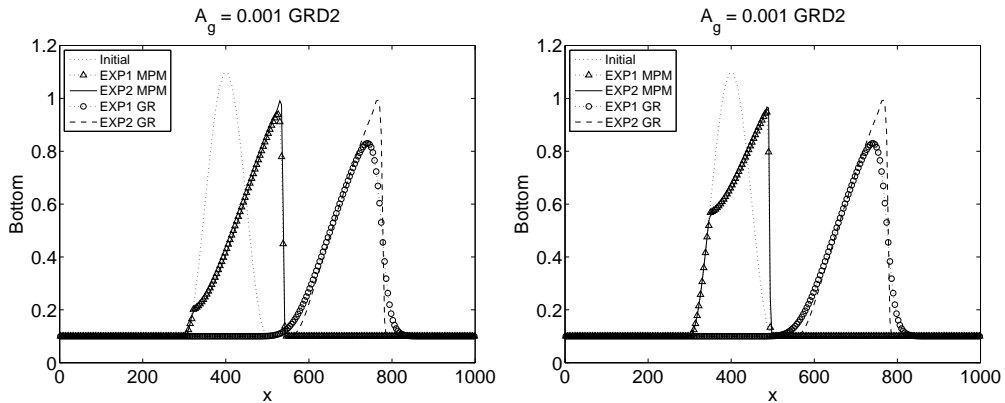 A_g = 0.001 GRD2
1.2
1
0.8
0.6
0.4
0.2
0
Bottom
Initial
EXP1 MPM
EXP2 MPM
EXP1 GR
EXP2 GR
0 200 400 600 800 1000
x
A_g = 0.001 GRD2
1.2
1
0.8
0.6
0.4
0.2
0
Bottom
Initial
EXP1 MPM
EXP2 MPM
EXP1 GR
EXP2 GR
0 200 400 600 800 1000
x